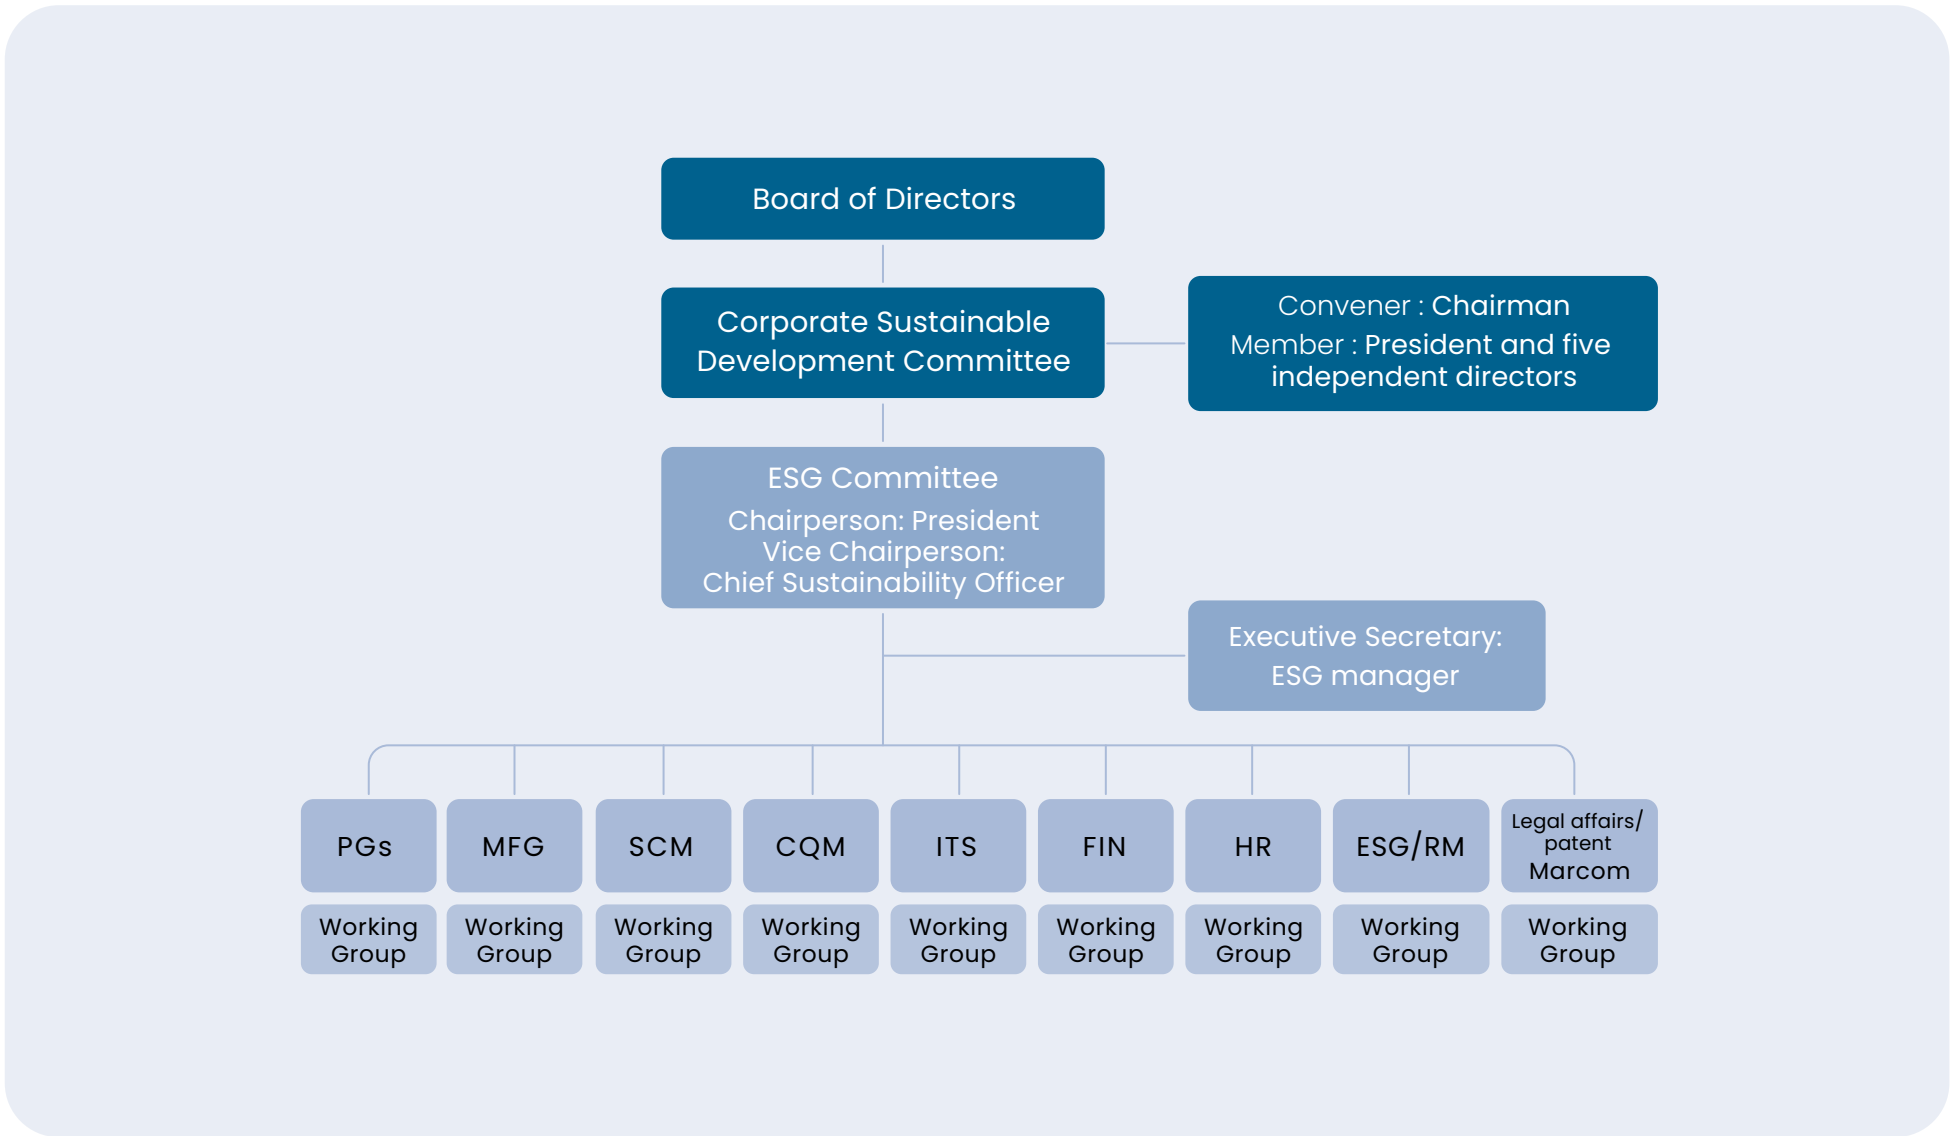 Board of Directors
Corporate Sustainable
Development Committee
Convener : Chairman
Member : President and five
independent directors
ESG Committee
Chairperson: President
Vice Chairperson:
Chief Sustainability Officer
Executive Secretary:
ESG manager
PGs
MFG
SCM
CQM
ITS
FIN
HR
ESG/RM
Legal affairs/
patent
Marcom
Working
Group
Working
Group
Working
Group
Working
Group
Working
Group
Working
Group
Working
Group
Working
Group
Working
Group